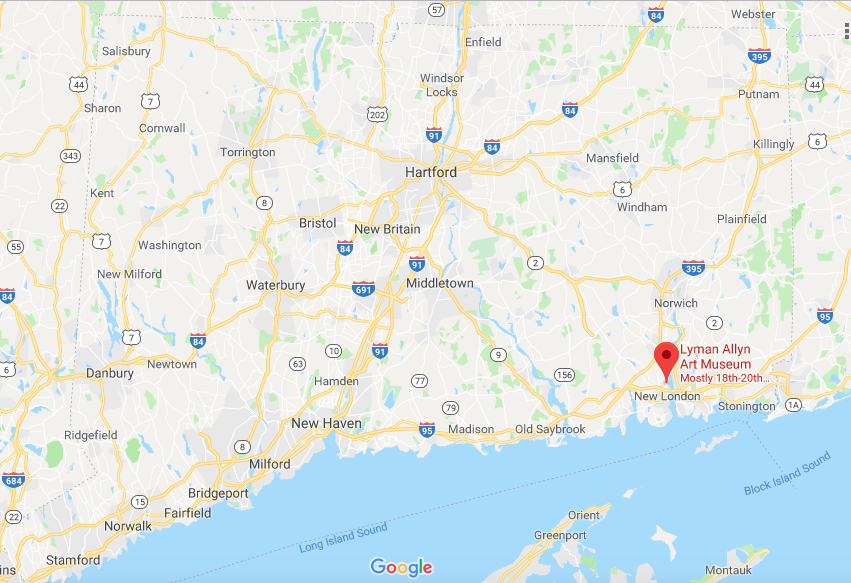 57
84
Webster
Salisbury
Enfield
395
44
Windsor
Locks
44
7
Sharon
Putnam
202
84
Cornwall
91
84
Killingly
6
343
Torrington
Mansfield
Hartford
6
Kent
22
8
Windham
Bristol
New Britain
Plainfield
7
Washington
84
55
91
2
395
New Milford
Waterbury
691
Middletown
84
Norwich
95
2
7
84
10
91
9
Lyman Allyn
Art Museum
Mostly 18th-20th...
Newtown
63
6
Danbury
156
Hamden
77
New London
Stonington
1A
79
New Haven
95
Madison
Old Saybrook
Ridgefield
8
Milford
Block Island Sound
684
Bridgeport
15
Fairfield
22
Norwalk
Orient
Long Island Sound
Greenport
Stamford
ins
Google
Montauk